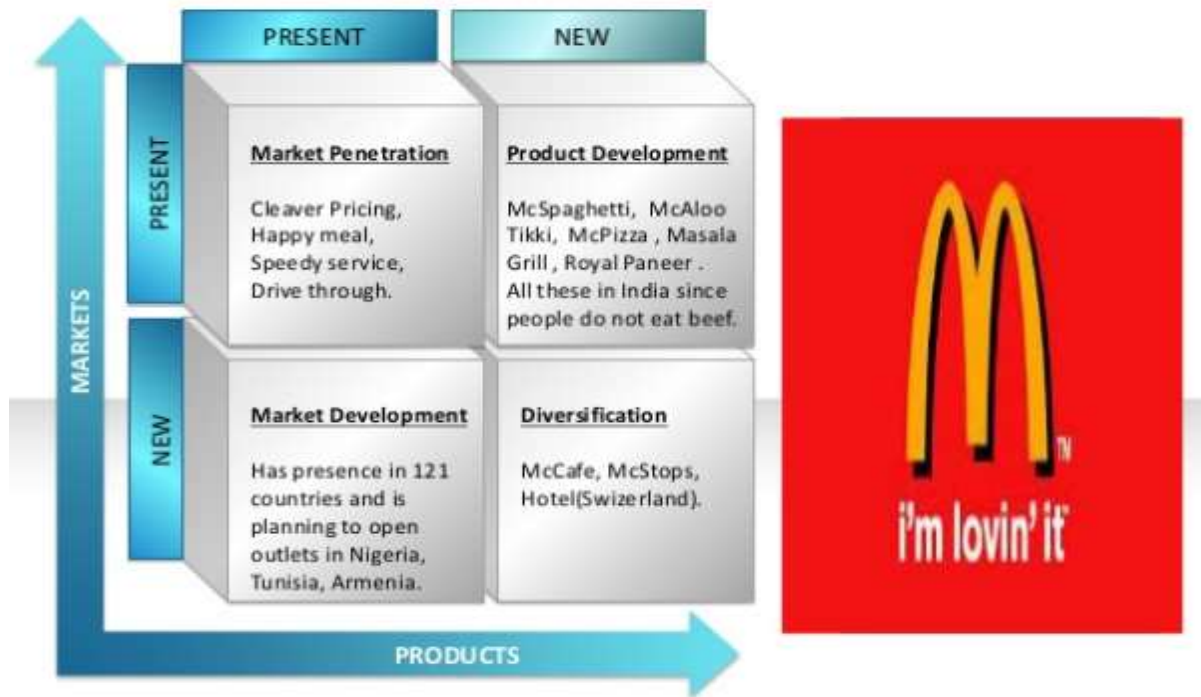 PRESENT
NEW
PRESENT
Market Penetration
Cleaver Pricing,
Happy meal,
Speedy service,
Drive through.
Product Development
McSpaghetti, McAloo
Tikki, McPizza , Masala
Grill , Royal Paneer .
All these in India since
people do not eat beef.
MARKETS
NEW
Market Development
Has presence in 121
countries and is
planning to open
outlets in Nigeria,
Tunisia, Armenia.
Diversification
McCafe, McStops,
Hotel(Swizerland).
PRODUCTS
M
TM
i'm lovin' it